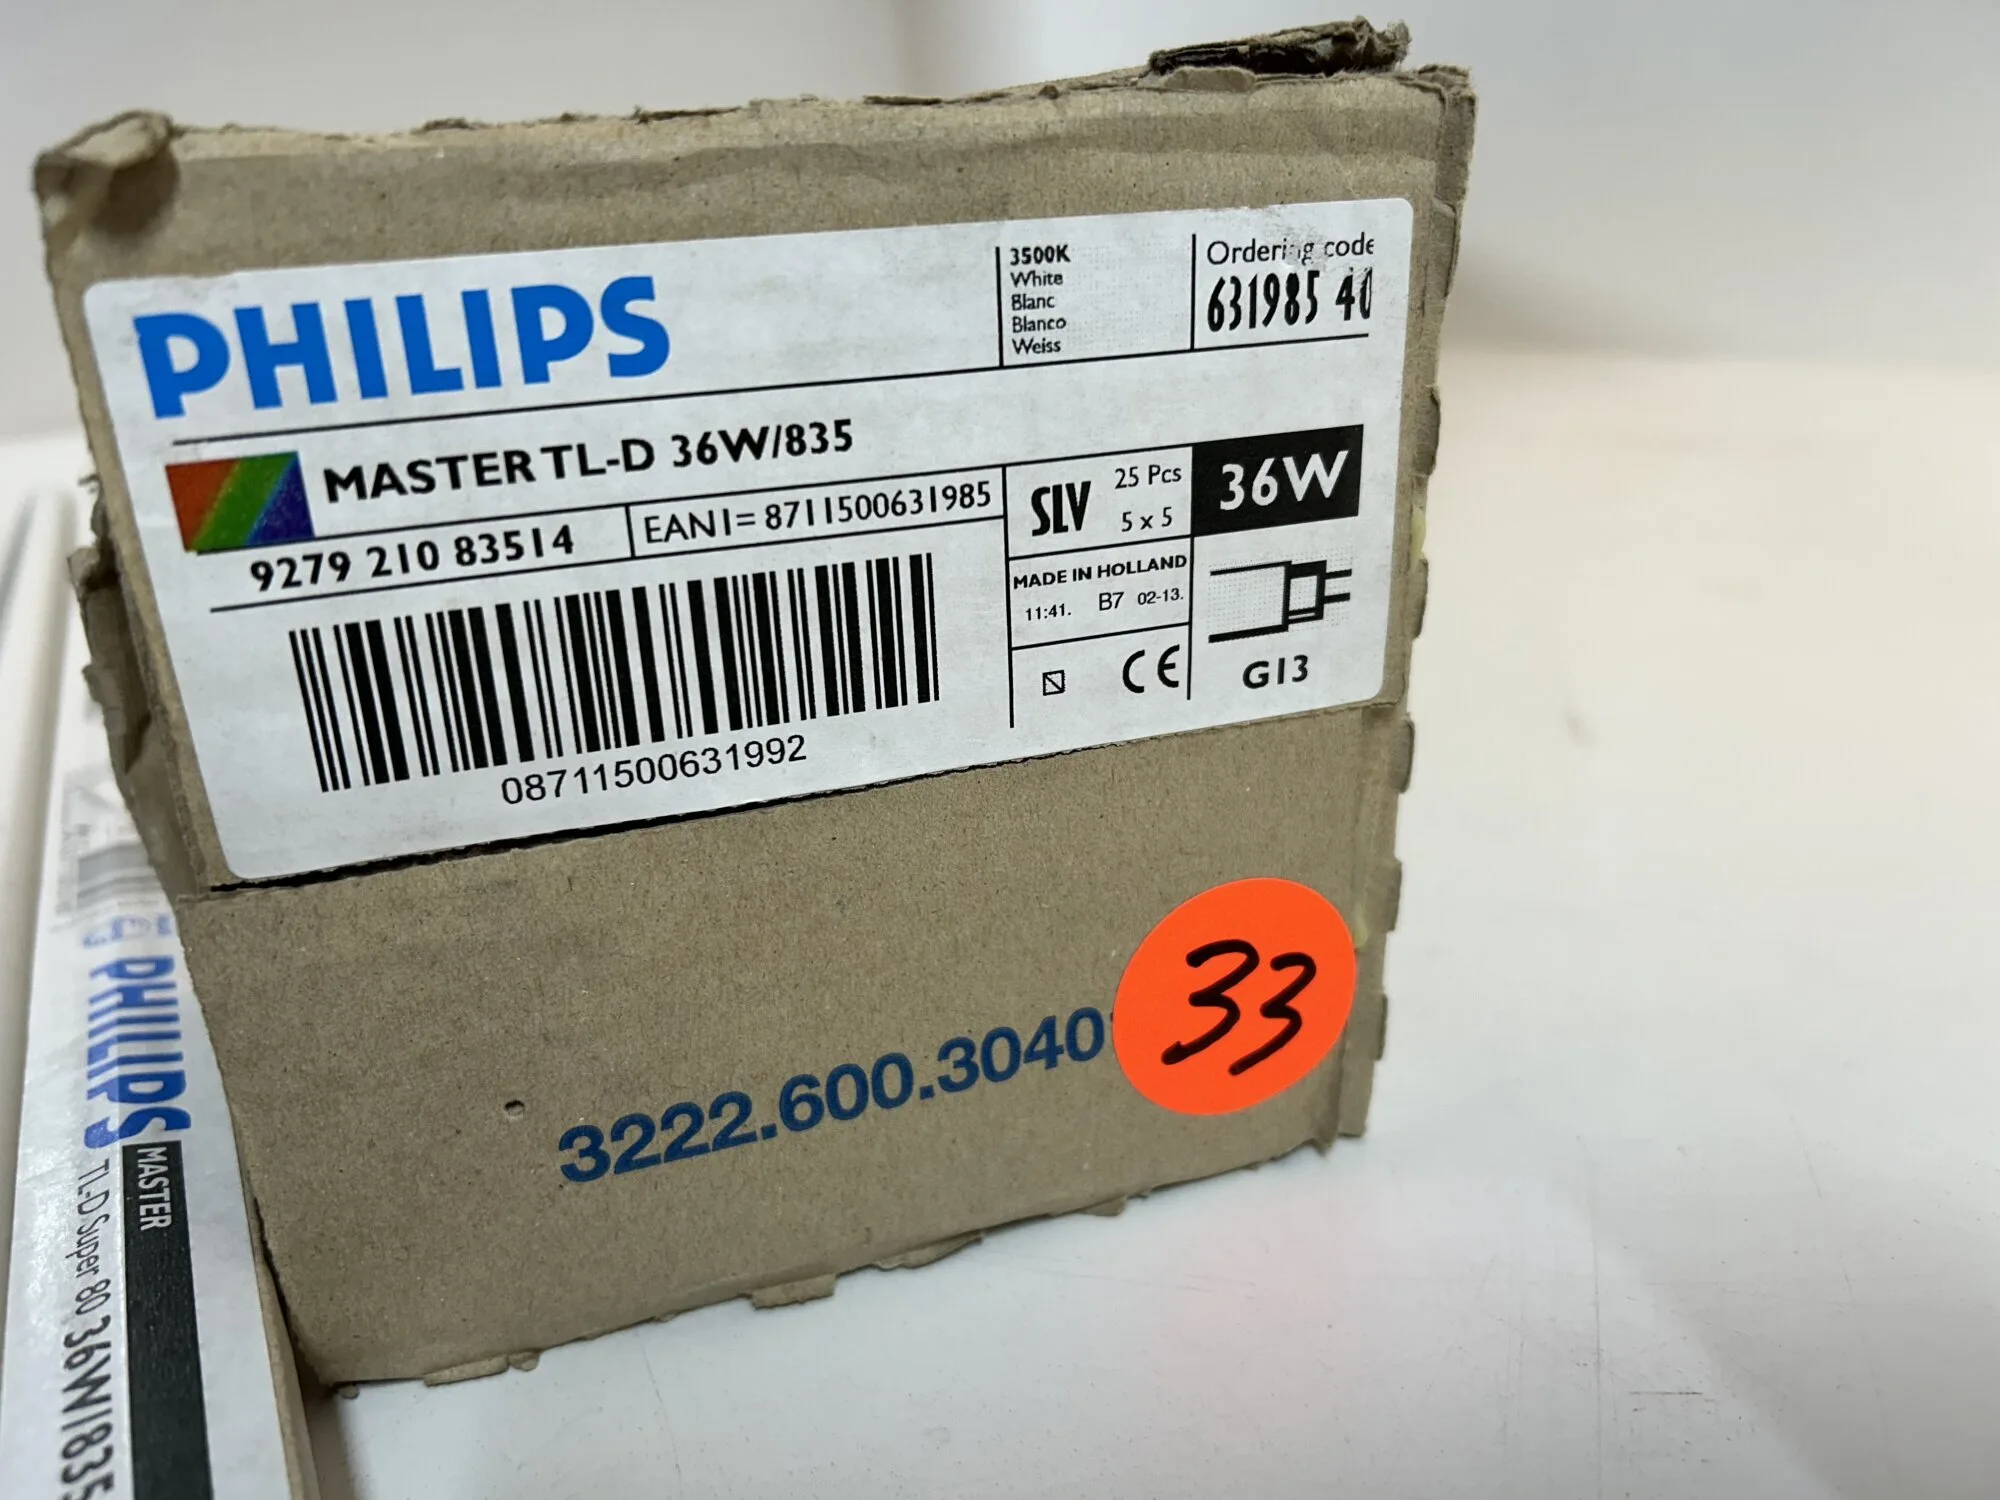 PHILIPS
3500K
White
Blanc
Blanco
Weiss
Ordering code
631985 40
MASTER TL-D 36W/835
9279 210 83514
EAN1= 8711500631985
SLV
25 Pcs
5 x 5
36W
MADE IN HOLLAND
11:41. B7 02-13.
CE
G13
08711500631992
3222.600.3040
33
PHILIPS
PHILIPS
MASTER
TL-D Super 80 36W/835